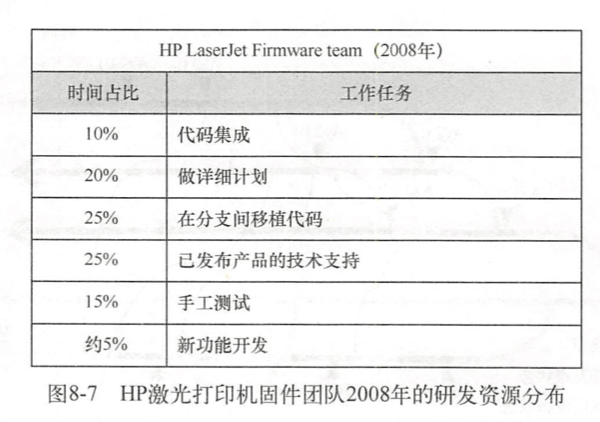 HP LaserJet Firmware team（2008年）
时间占比 工作任务
10% 代码集成
20% 做详细计划
25% 在分支间移植代码
25% 已发布产品的技术支持
15% 手工测试
约5% 新功能开发
图8-7 HP激光打印机固件团队2008年的研发资源分布